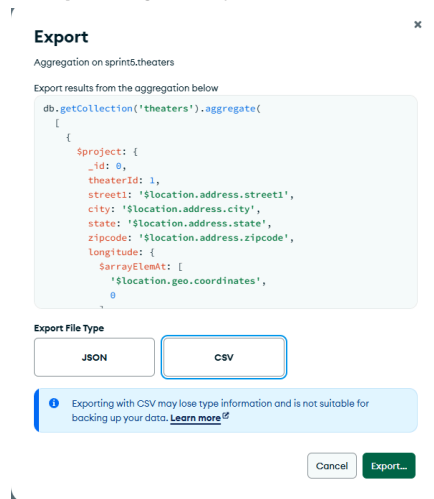 ×
Export
Aggregation on sprint5.theaters
Export results from the aggregation below
db.getCollection('theaters').aggregate(
[
{
$project: {
_id: 0,
theaterId: 1,
street1: '$location.address.street1',
city: '$location.address.city',
state: '$location.address.state',
zipcode: '$location.address.zipcode',
longitude: {
$arrayElemAt: [
'$location.geo.coordinates',
0
Export File Type
JSON CSV
Exporting with CSV may lose type information and is not suitable for
backing up your data. Learn more
Cancel Export...